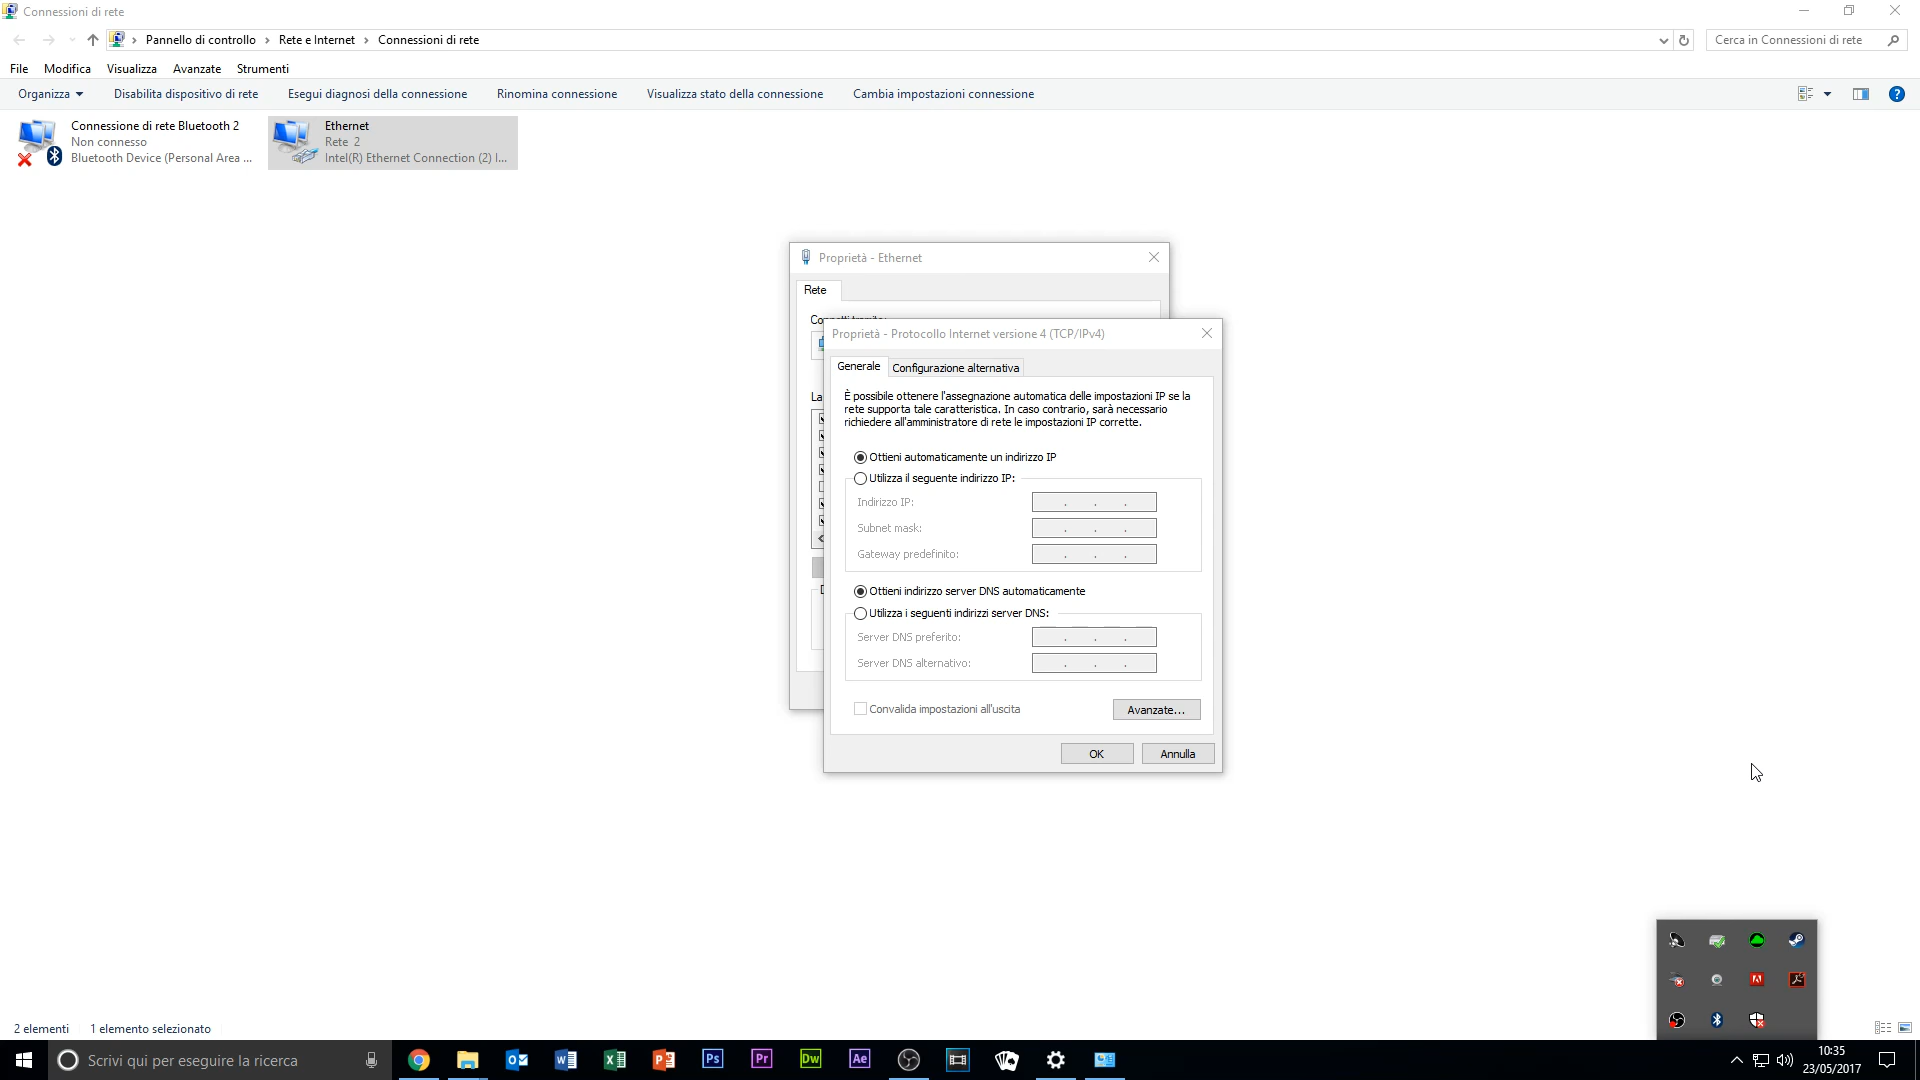 Connessioni di rete
Pannello di controllo Rete e Internet Connessioni di rete
Cerca in Connessioni di rete
File Modifica Visualizza Avanzate Strumenti
Organizza Disabilita dispositivo di rete Esegui diagnosi della connessione Rinomina connessione Visualizza stato della connessione Cambia impostazioni connessione
Connessione di rete Bluetooth 2
Non connesso
Bluetooth Device (Personal Area ...
Ethernet
Rete 2
Intel(R) Ethernet Connection (2) I...
Proprietà - Ethernet
Rete
La
Proprietà - Protocollo Internet versione 4 (TCP/IPv4)
Generale Configurazione alternativa
È possibile ottenere l'assegnazione automatica delle impostazioni IP se la
rete supporta tale caratteristica. In caso contrario, sarà necessario
richiedere all'amministratore di rete le impostazioni IP corrette.
Ottieni automaticamente un indirizzo IP
Utilizza il seguente indirizzo IP:
Indirizzo IP: . . .
Subnet mask: . . .
Gateway predefinito: . . .
Ottieni indirizzo server DNS automaticamente
Utilizza i seguenti indirizzi server DNS:
Server DNS preferito: . . .
Server DNS alternativo: . . .
Convalida impostazioni all'uscita
Avanzate...
OK Annulla
2 elementi 1 elemento selezionato
Scrivi qui per eseguire la ricerca
Ps Pr Dw Ae
10:35
23/05/2017